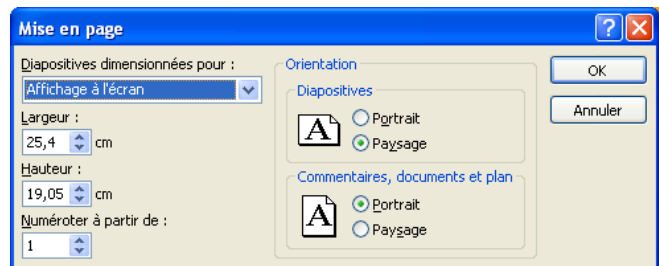 Mise en page
Diapositives dimensionnées pour :
Affichage à l'écran
Largeur :
25,4 cm
Hauteur :
19,05 cm
Numéroter à partir de :
1
Orientation
Diapositives
A
Portrait
Paysage
Commentaires, documents et plan
A
Portrait
Paysage
OK
Annuler